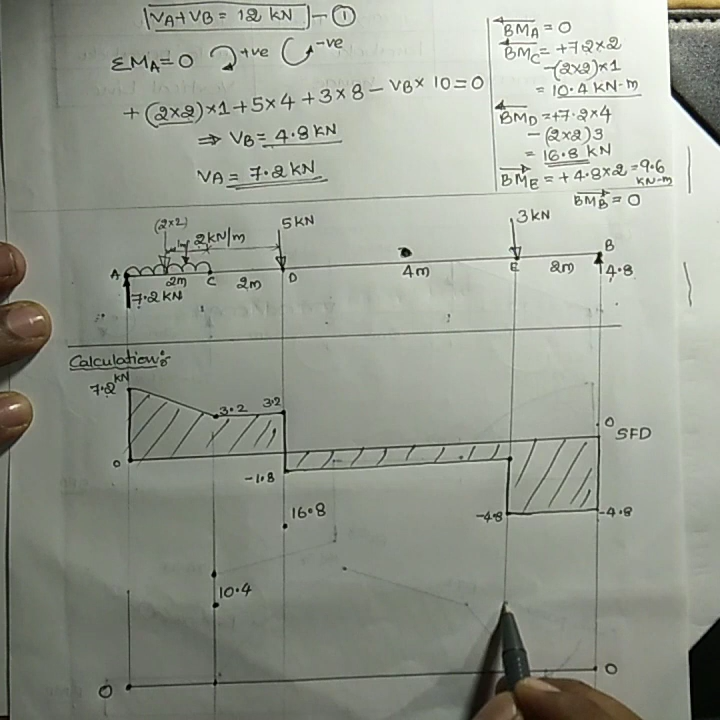 VA+VB = 12 kN — ①
ΣMA=0 +ve -ve
+ (2×2)×1+5×4+3×8-VB×10=0
⇒ VB= 4.8 kN
VA = 7.2 kN
BMA = 0
BMC = +7.2×2
-(2×2)×1
= 10.4 kN-m
BMD = +7.2×4
-(2×2)3
= 16.8 kN
BME = +4.8×2=9.6
kN-m
BMB = 0
(2×2)
2kN/m
5kN
3kN
A
2m
C
2m
D
4m
E
2m
B
4.8
7.2 KN
Calculation:
7.2 kN
3.2
3.2
0
0
SFD
-1.8
-4.8
-4.8
16.8
10.4
0
0